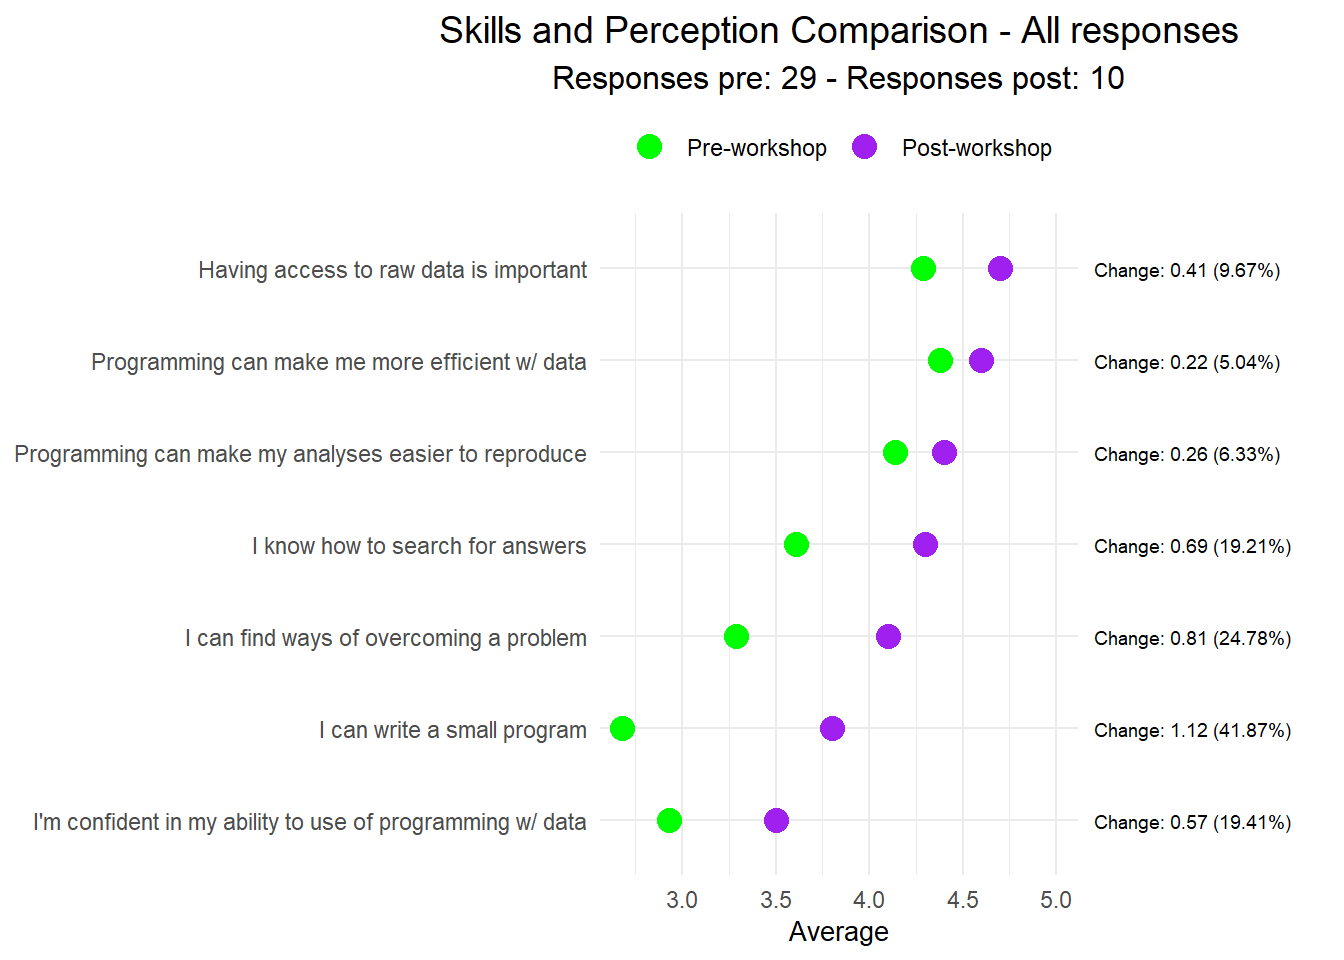 Skills and Perception Comparison - All responses
Responses pre: 29 - Responses post: 10
Pre-workshop Post-workshop
Having access to raw data is important Change: 0.41 (9.67%)
Programming can make me more efficient w/ data Change: 0.22 (5.04%)
Programming can make my analyses easier to reproduce Change: 0.26 (6.33%)
I know how to search for answers Change: 0.69 (19.21%)
I can find ways of overcoming a problem Change: 0.81 (24.78%)
I can write a small program Change: 1.12 (41.87%)
I'm confident in my ability to use of programming w/ data Change: 0.57 (19.41%)
3.0 3.5 4.0 4.5 5.0
Average